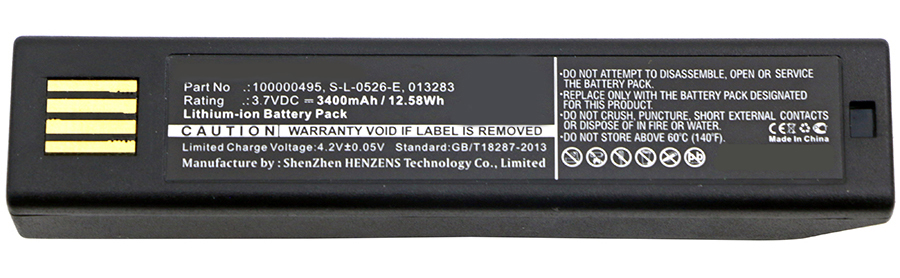 Part No .:100000495, S-L-0526-E, 013283
Rating .: 3.7VDC ⎓ 3400mAh / 12.58Wh
Lithium-ion Battery Pack
CAUTION WARRANTY VOID IF LABEL IS REMOVED
Limited Charge Voltage :4.2V±0.05V Standard:GB/T18287-2013
Manufacture by : ShenZhen HENZENS Technology Co., Limited
•DO NOT ATTEMPT TO DISASSEMBLE, OPEN OR SERVICE
THE BATTERY PACK.
•REPLACE ONLY WITH THE BATTERY PACK DESIGNATED
FOR THIS PRODUCT.
•DO NOT CRUSH, PUNCTURE, SHORT EXTERNAL CONTACTS
OR DISPOSE OF IN FIRE OR WATER.
•DO NOT STORE ABOVE 60℃ (140℉).
CE
Made In China